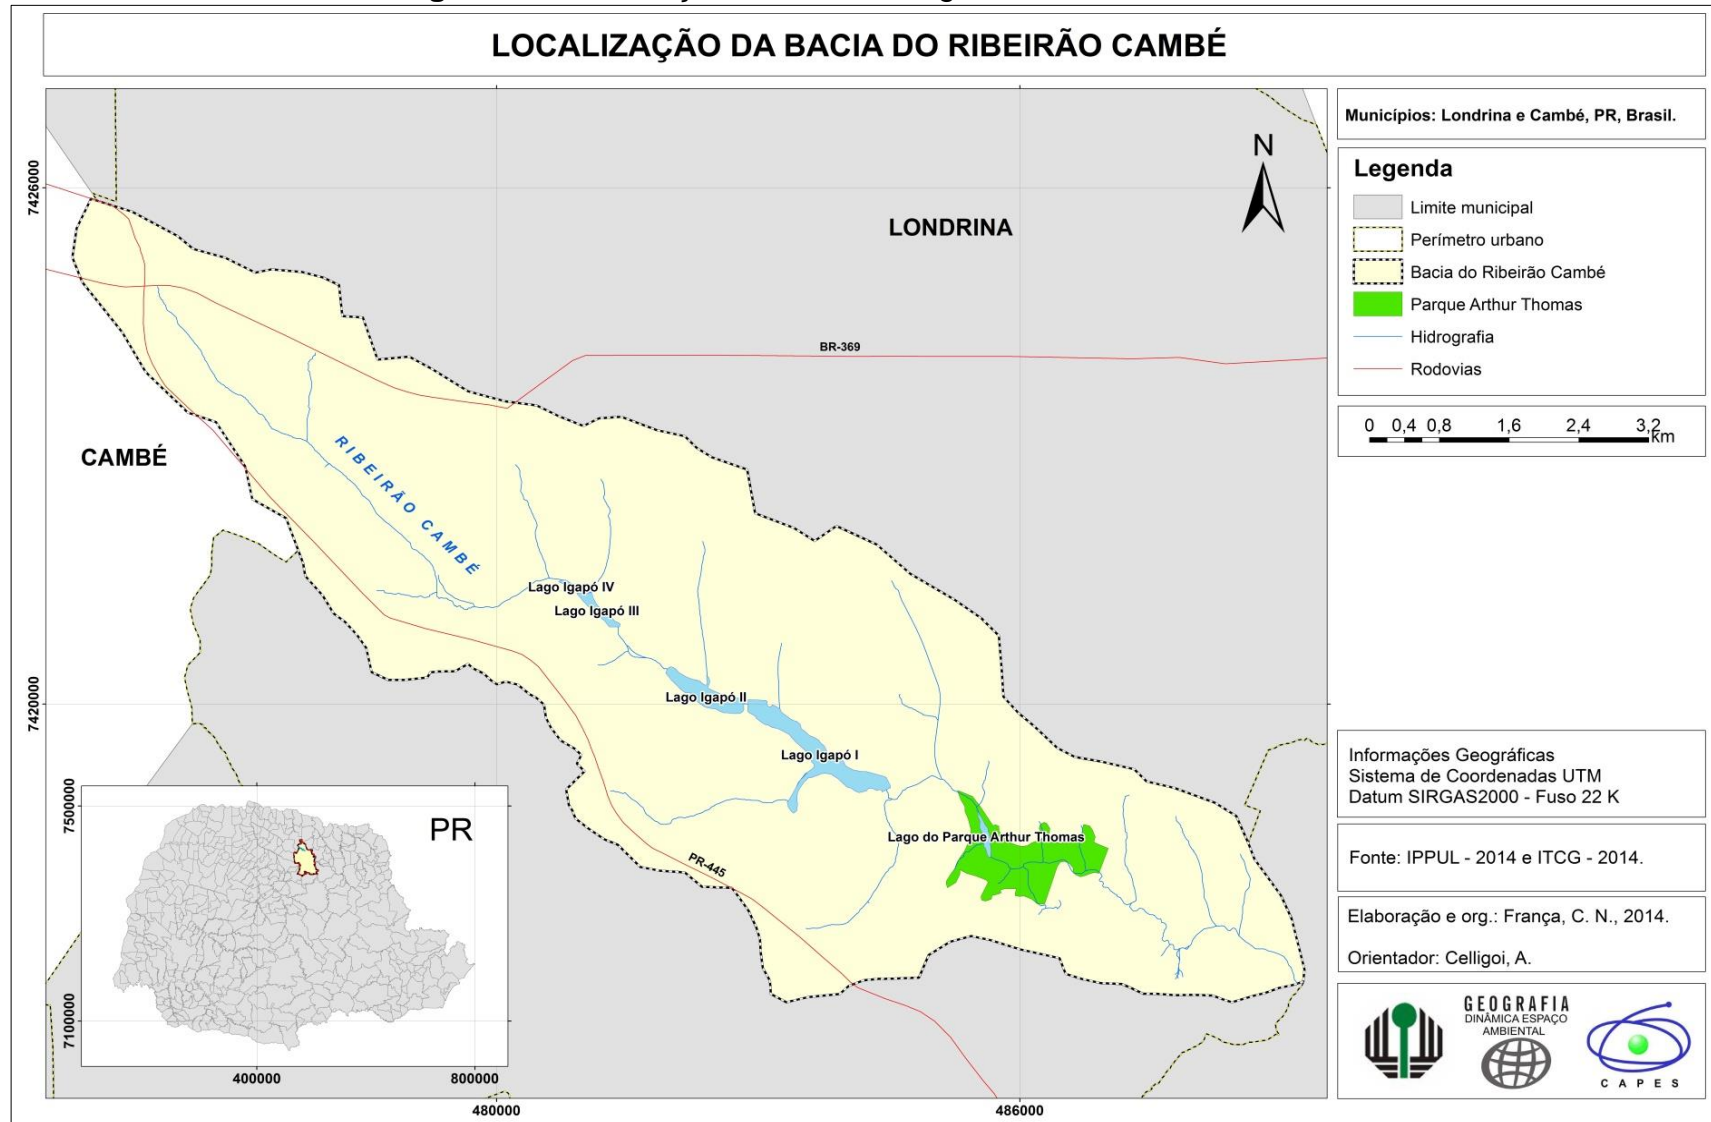 LOCALIZAÇÃO DA BACIA DO RIBEIRÃO CAMBÉ
Municípios: Londrina e Cambé, PR, Brasil.
Legenda
Limite municipal
Perímetro urbano
Bacia do Ribeirão Cambé
Parque Arthur Thomas
Hidrografia
Rodovias
0 0,4 0,8 1,6 2,4 3,2
km
N
7426000
LONDRINA
BR-369
CAMBÉ
RIBEIRÃO CAMBÉ
Lago Igapó IV
Lago Igapó III
Lago Igapó II
7420000
Lago Igapó I
Lago do Parque Arthur Thomas
PR-445
PR
7500000
7100000
400000 800000
480000 486000
Informações Geográficas
Sistema de Coordenadas UTM
Datum SIRGAS2000 - Fuso 22 K
Fonte: IPPUL - 2014 e ITCG - 2014.
Elaboração e org.: França, C. N., 2014.
Orientador: Celligoi, A.
GEOGRAFIA
DINÂMICA ESPAÇO
AMBIENTAL
CAPES